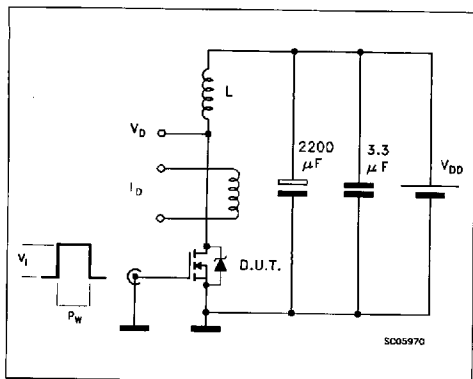 L
V_D
2200
μF
3.3
μF
V_DD
I_D
D.U.T.
V_i
P_W
SC05970